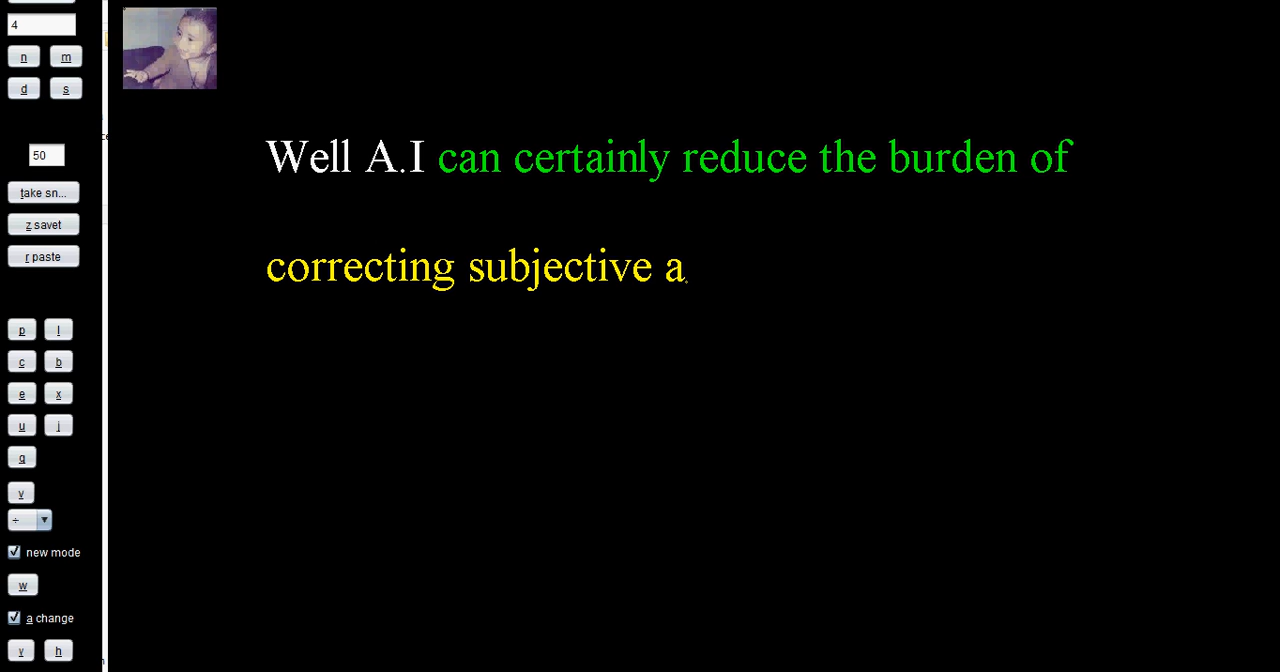 4
n m
d s
50
take sn...
z savet
r paste
Well A.I can certainly reduce the burden of
correcting subjective a
p l
c b
e x
u j
q
v
÷
new mode
w
a change
y h